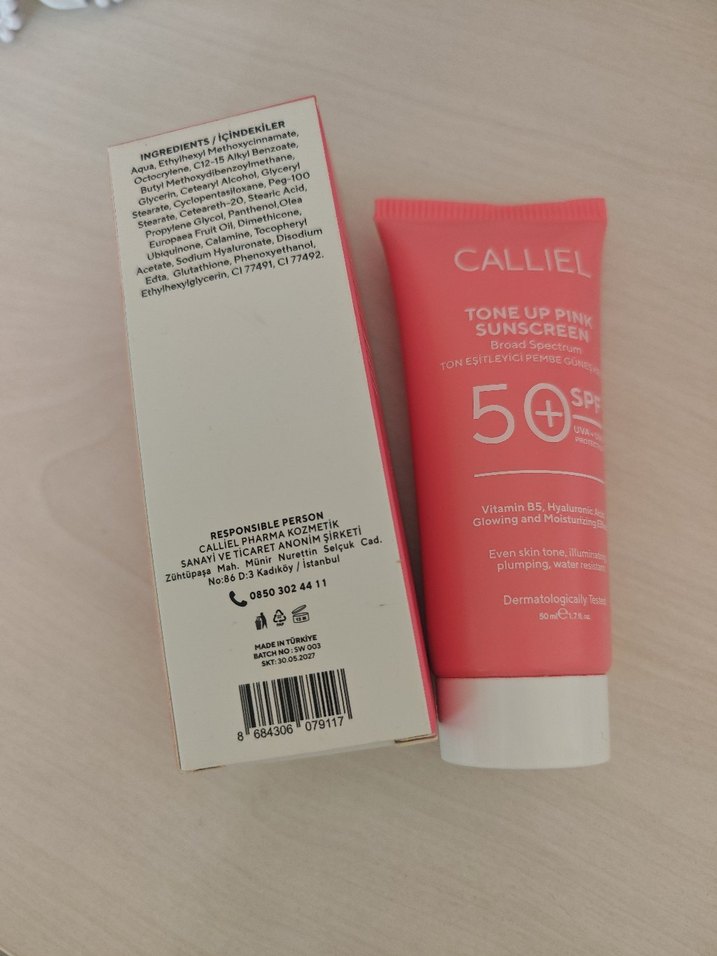 INGREDIENTS / İÇİNDEKİLER
Aqua, Ethylhexyl Methoxycinnamate,
Octocrylene, C12-15 Alkyl Benzoate,
Butyl Methoxydibenzoylmethane,
Glycerin, Cetearyl Alcohol, Glyceryl
Stearate, Cyclopentasiloxane, Peg-100
Stearate, Ceteareth-20, Stearic Acid,
Propylene Glycol, Panthenol,Olea
Europaea Fruit Oil, Dimethicone,
Ubiquinone, Calamine, Tocopheryl
Acetate, Sodium Hyaluronate, Disodium
Edta, Glutathione, Phenoxyethanol,
Ethylhexylglycerin, CI 77491, CI 77492.
RESPONSIBLE PERSON
CALLİEL PHARMA KOZMETİK
SANAYİ VE TİCARET ANONİM ŞİRKETİ
Zühtüpaşa Mah. Münir Nurettin Selçuk Cad.
No:86 D:3 Kadıköy / İstanbul
0850 302 44 11
PAP
12 M
MADE IN TÜRKİYE
BATCH NO : SW 003
SKT: 30.05.2027
8 684306 079117
CALLIEL
TONE UP PINK
SUNSCREEN
Broad Spectrum
TON EŞİTLEYİCİ PEMBE
50+ SPF
UVA +
Vitamin B5, Hyaluronic
Glowing and Moisturizing
Even skin tone,
plumping, water
Dermatologically Tested
50 ml ℮ 1.7 fl. oz.